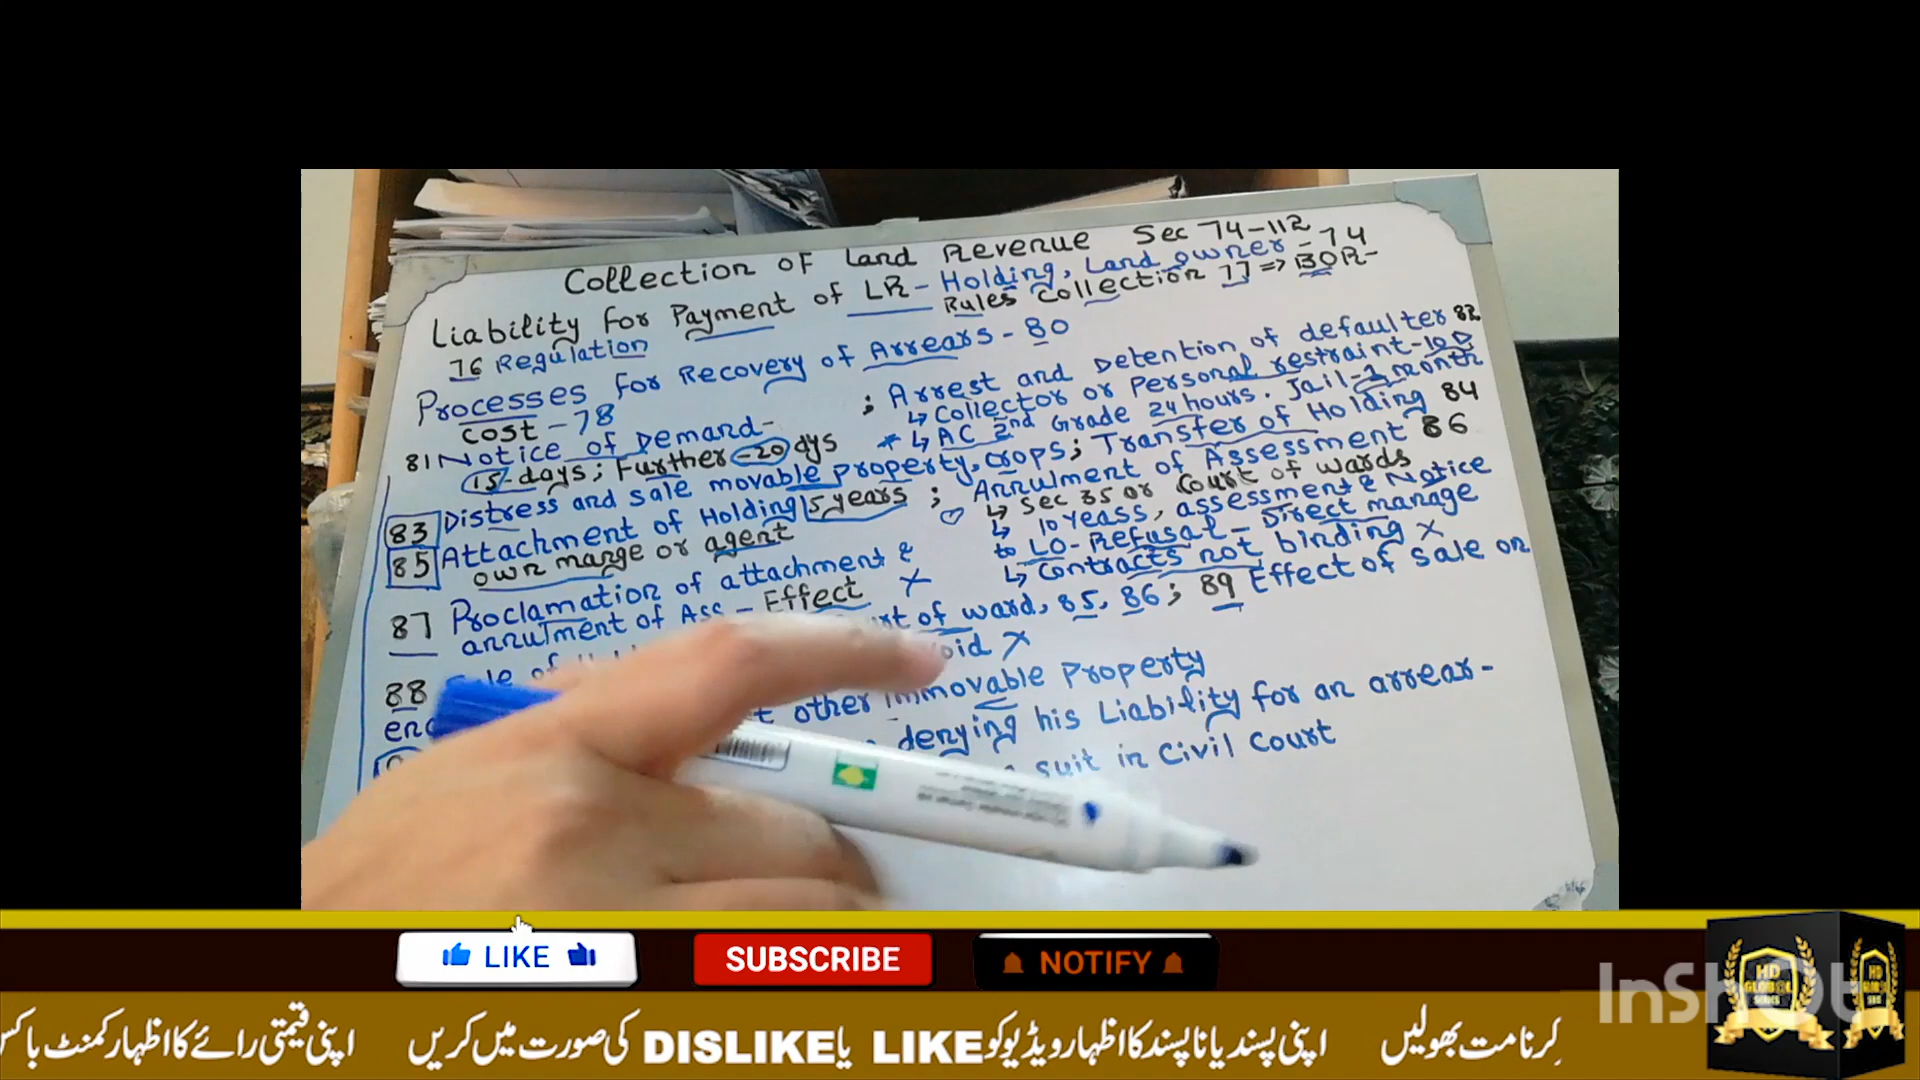 Collection of Land Revenue Sec 74-112
Liability for Payment of LR - Holding, Land owner - 74
76 Regulation Rules Collection 77 => BOR-
Processes for Recovery of Arrears - 80
cost - 78
; Arrest and Detention of defaulter 82
↳ Collector or Personal restraint - 10 D
81 Notice of Demand-
* ↳ AC 2nd Grade 24 hours. Jail - 1 month
15-days; Further -20 dys
83 Distress and sale movable property, crops; Transfer of Holding 84
85 Attachment of Holding 5 years; Annulment of Assessment 86
own mange or agent
↳ Sec 35 or Court of wards
↳ 10 yeass, assessment & Notice
to LO - Refusal - Direct manage
↳ Contracts not binding X
87 Proclamation of attachment &
annulment of Ass - Effect X
88 of ward, 85, 86; 89 Effect of sale on
X
other immovable Property
denying his Liability for an arrear-
suit in Civil Court
LIKE
SUBSCRIBE
NOTIFY
HD
GLOBAL
InShOt
کرنا مت بھولیں اپنی پسند یا ناپسند کا اظہار ویڈیو کو LIKE یا DISLIKE کی صورت میں کریں اپنی قیمتی رائے کا اظہار کمنٹ باکس